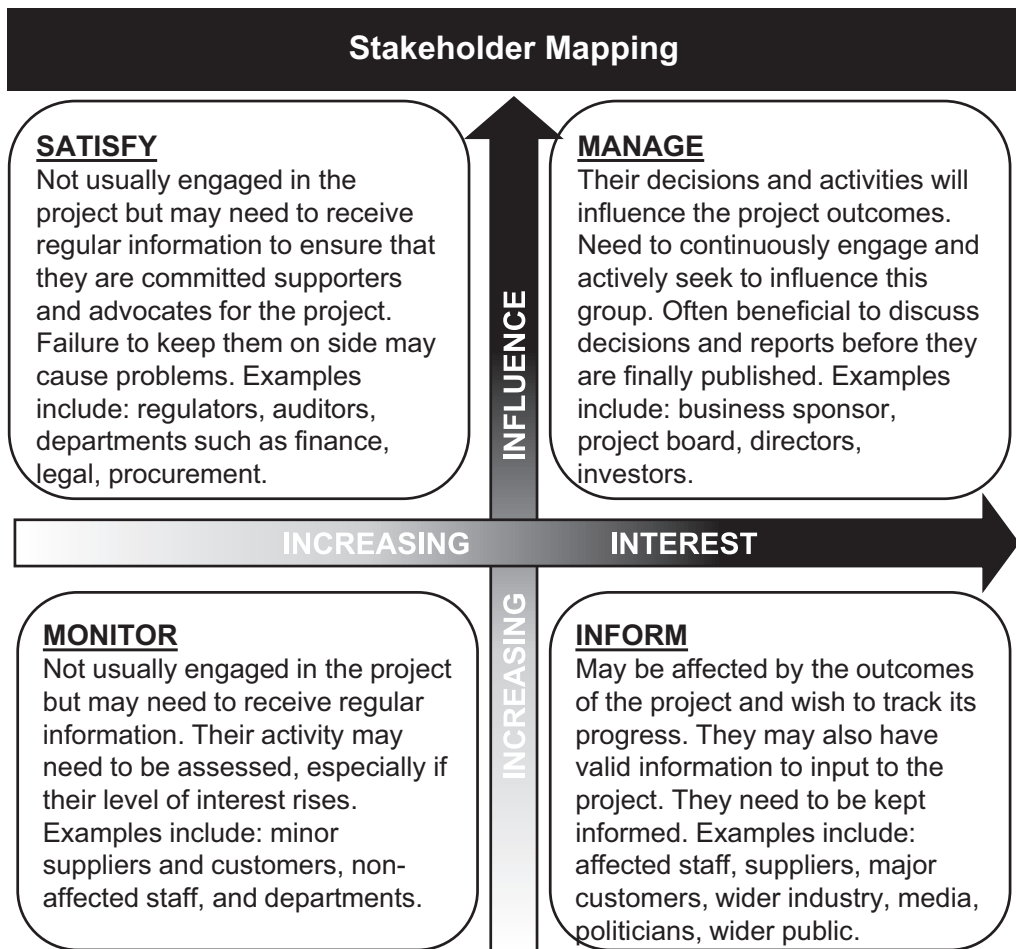 Stakeholder Mapping
SATISFY
Not usually engaged in the
project but may need to receive
regular information to ensure that
they are committed supporters
and advocates for the project.
Failure to keep them on side may
cause problems. Examples
include: regulators, auditors,
departments such as finance,
legal, procurement.
MANAGE
Their decisions and activities will
influence the project outcomes.
Need to continuously engage and
actively seek to influence this
group. Often beneficial to discuss
decisions and reports before they
are finally published. Examples
include: business sponsor,
project board, directors,
investors.
INCREASING INTEREST
INCREASING INFLUENCE
MONITOR
Not usually engaged in the project
but may need to receive regular
information. Their activity may
need to be assessed, especially if
their level of interest rises.
Examples include: minor
suppliers and customers, non-
affected staff, and departments.
INFORM
May be affected by the outcomes
of the project and wish to track its
progress. They may also have
valid information to input to the
project. They need to be kept
informed. Examples include:
affected staff, suppliers, major
customers, wider industry, media,
politicians, wider public.